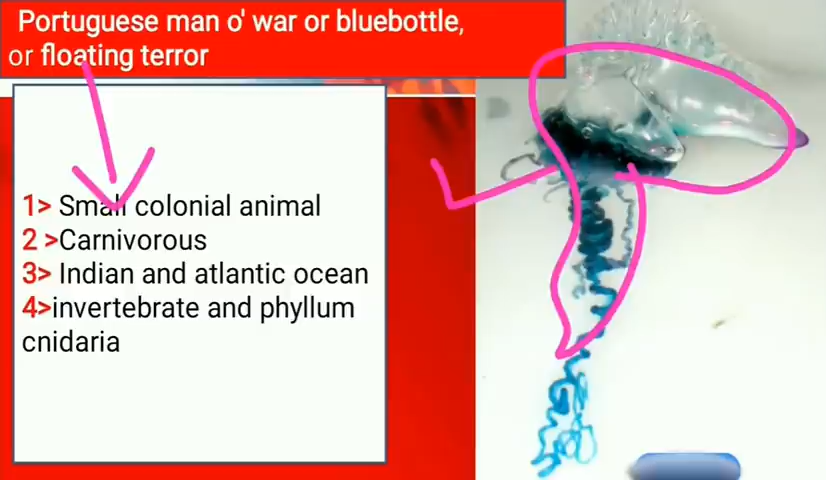 Portuguese man o' war or bluebottle,
or floating terror
1> Small colonial animal
2 >Carnivorous
3> Indian and atlantic ocean
4>invertebrate and phyllum
cnidaria